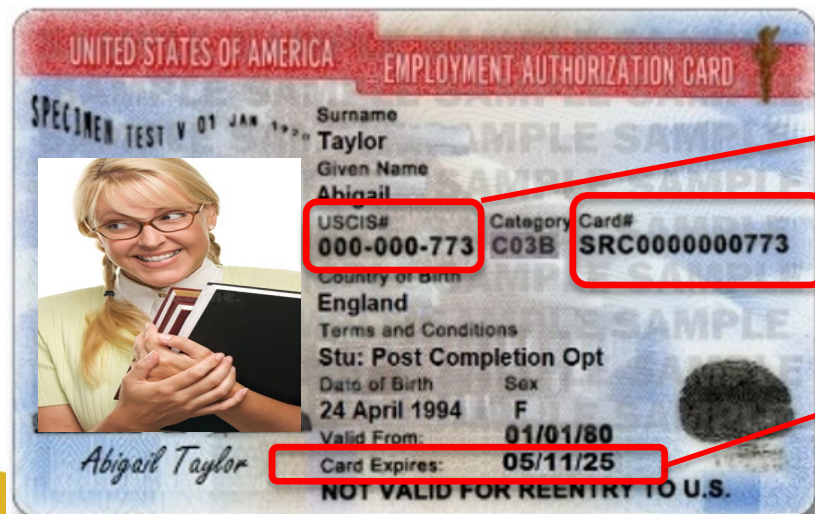 UNITED STATES OF AMERICA
EMPLOYMENT AUTHORIZATION CARD
SPECIMEN TEST V 01 JAN
Surname
Taylor
Given Name
Abigail
USCIS# Category Card#
000-000-773 C03B SRC0000000773
Country of Birth
England
Terms and Conditions
Stu: Post Completion Opt
Date of Birth Sex
24 April 1994 F
Valid From: 01/01/80
Card Expires: 05/11/25
NOT VALID FOR REENTRY TO U.S.
Abigail Taylor
SAMPLE